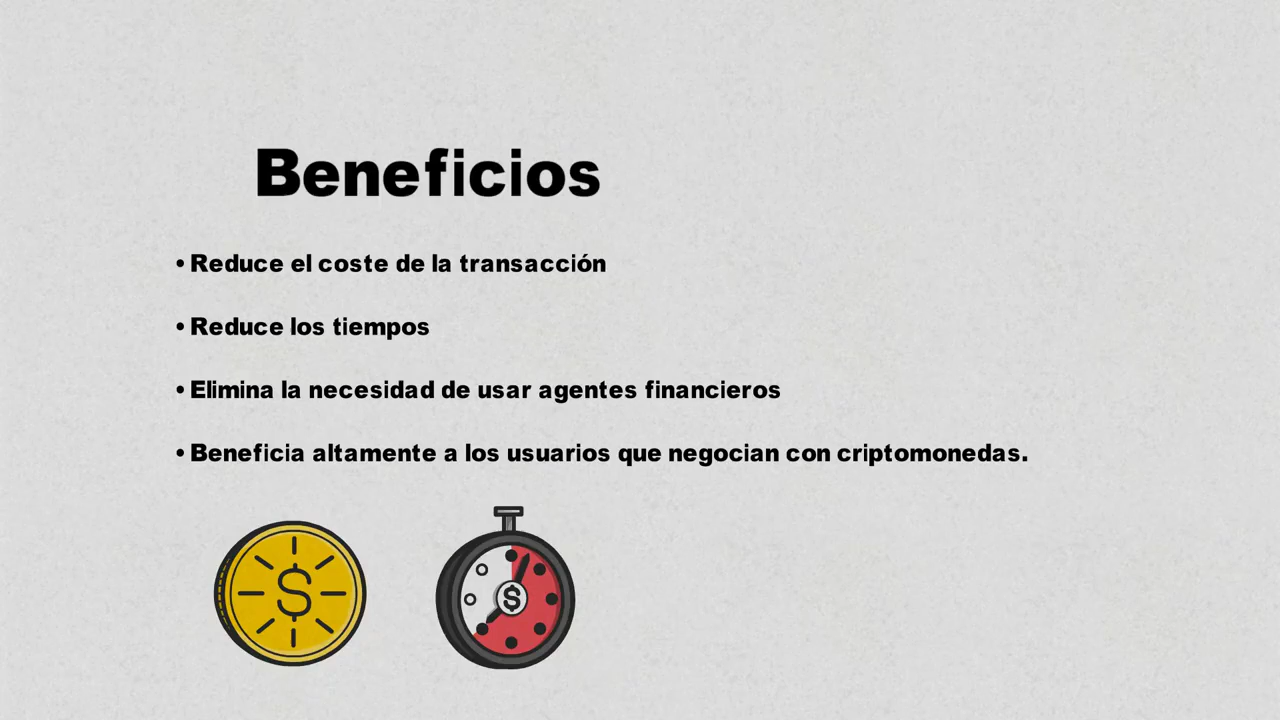 Beneficios
• Reduce el coste de la transacción
• Reduce los tiempos
• Elimina la necesidad de usar agentes financieros
• Beneficia altamente a los usuarios que negocian con criptomonedas.
$
$